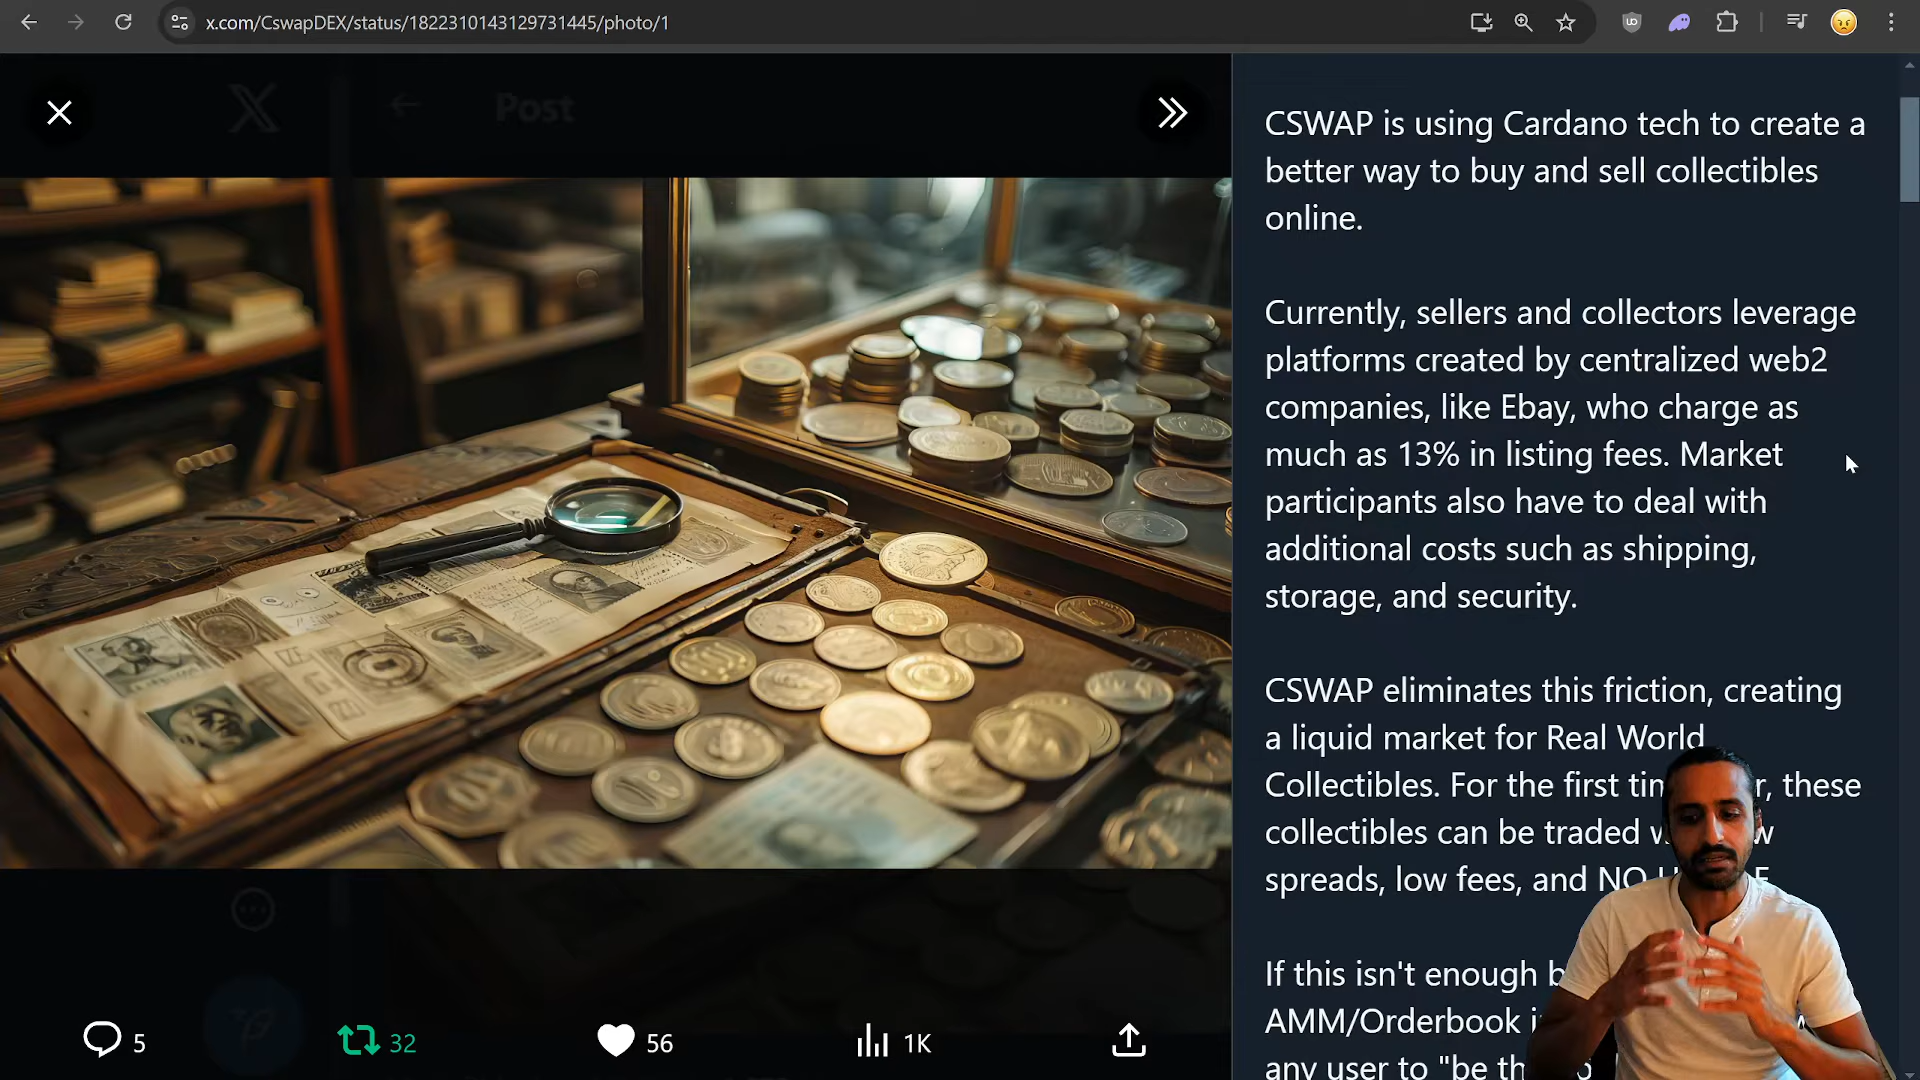 x.com/CswapDEX/status/1822310143129731445/photo/1
Post
CSWAP is using Cardano tech to create a
better way to buy and sell collectibles
online.
Currently, sellers and collectors leverage
platforms created by centralized web2
companies, like Ebay, who charge as
much as 13% in listing fees. Market
participants also have to deal with
additional costs such as shipping,
storage, and security.
CSWAP eliminates this friction, creating
a liquid market for Real World
Collectibles. For the first these
collectibles can be traded
spreads, low fees, and NO
If this isn't enough
AMM/Orderbook
any user to "be
5
32
56
1K